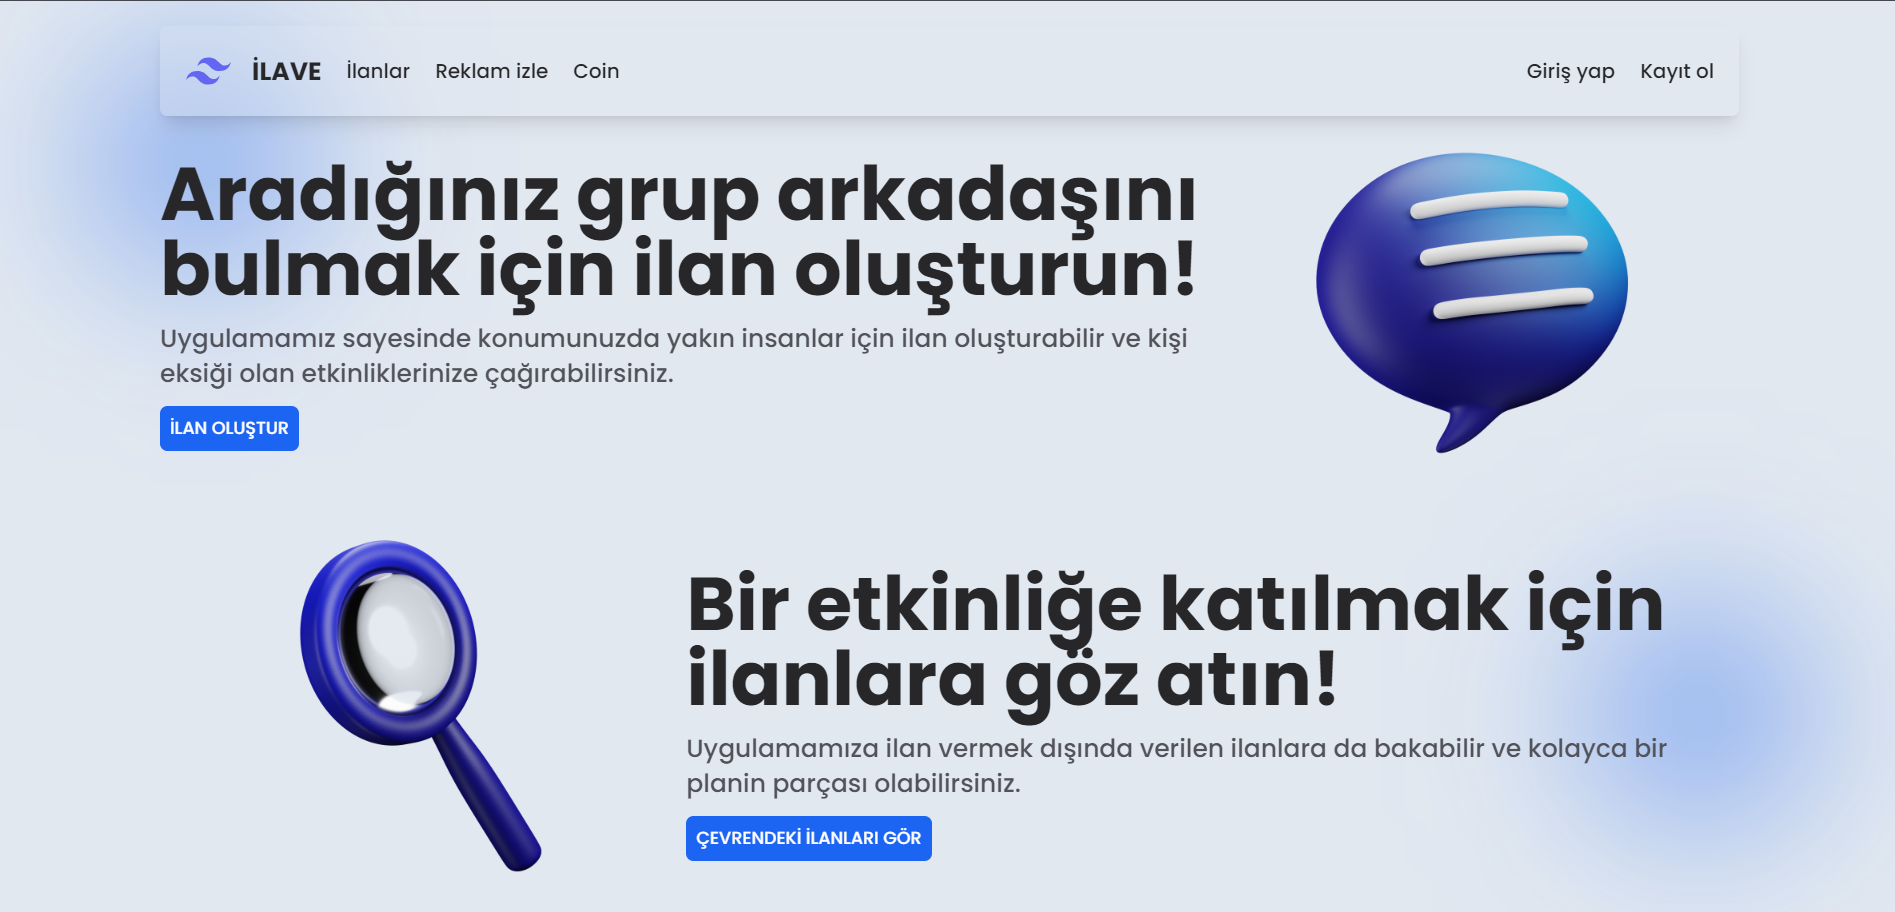 İLAVE İlanlar Reklam izle Coin Giriş yap Kayıt ol
Aradığınız grup arkadaşını
bulmak için ilan oluşturun!
Uygulamamız sayesinde konumunuzda yakın insanlar için ilan oluşturabilir ve kişi
eksiği olan etkinliklerinize çağırabilirsiniz.
İLAN OLUŞTUR
Bir etkinliğe katılmak için
ilanlara göz atın!
Uygulamamıza ilan vermek dışında verilen ilanlara da bakabilir ve kolayca bir
planin parçası olabilirsiniz.
ÇEVRENDEKİ İLANLARI GÖR